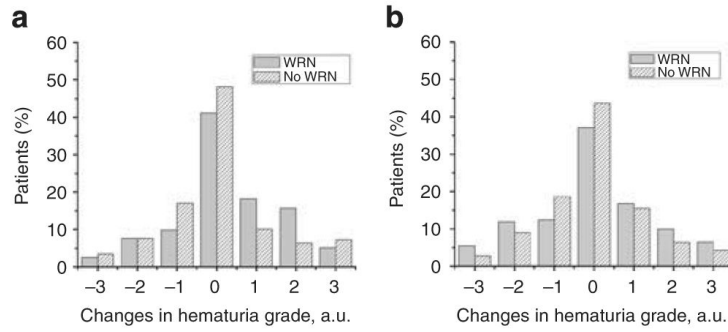 a
60
50
40
30
20
10
0
Patients (%)
WRN
No WRN
–3 –2 –1 0 1 2 3
Changes in hematuria grade, a.u.
b
60
50
40
30
20
10
0
Patients (%)
WRN
No WRN
–3 –2 –1 0 1 2 3
Changes in hematuria grade, a.u.